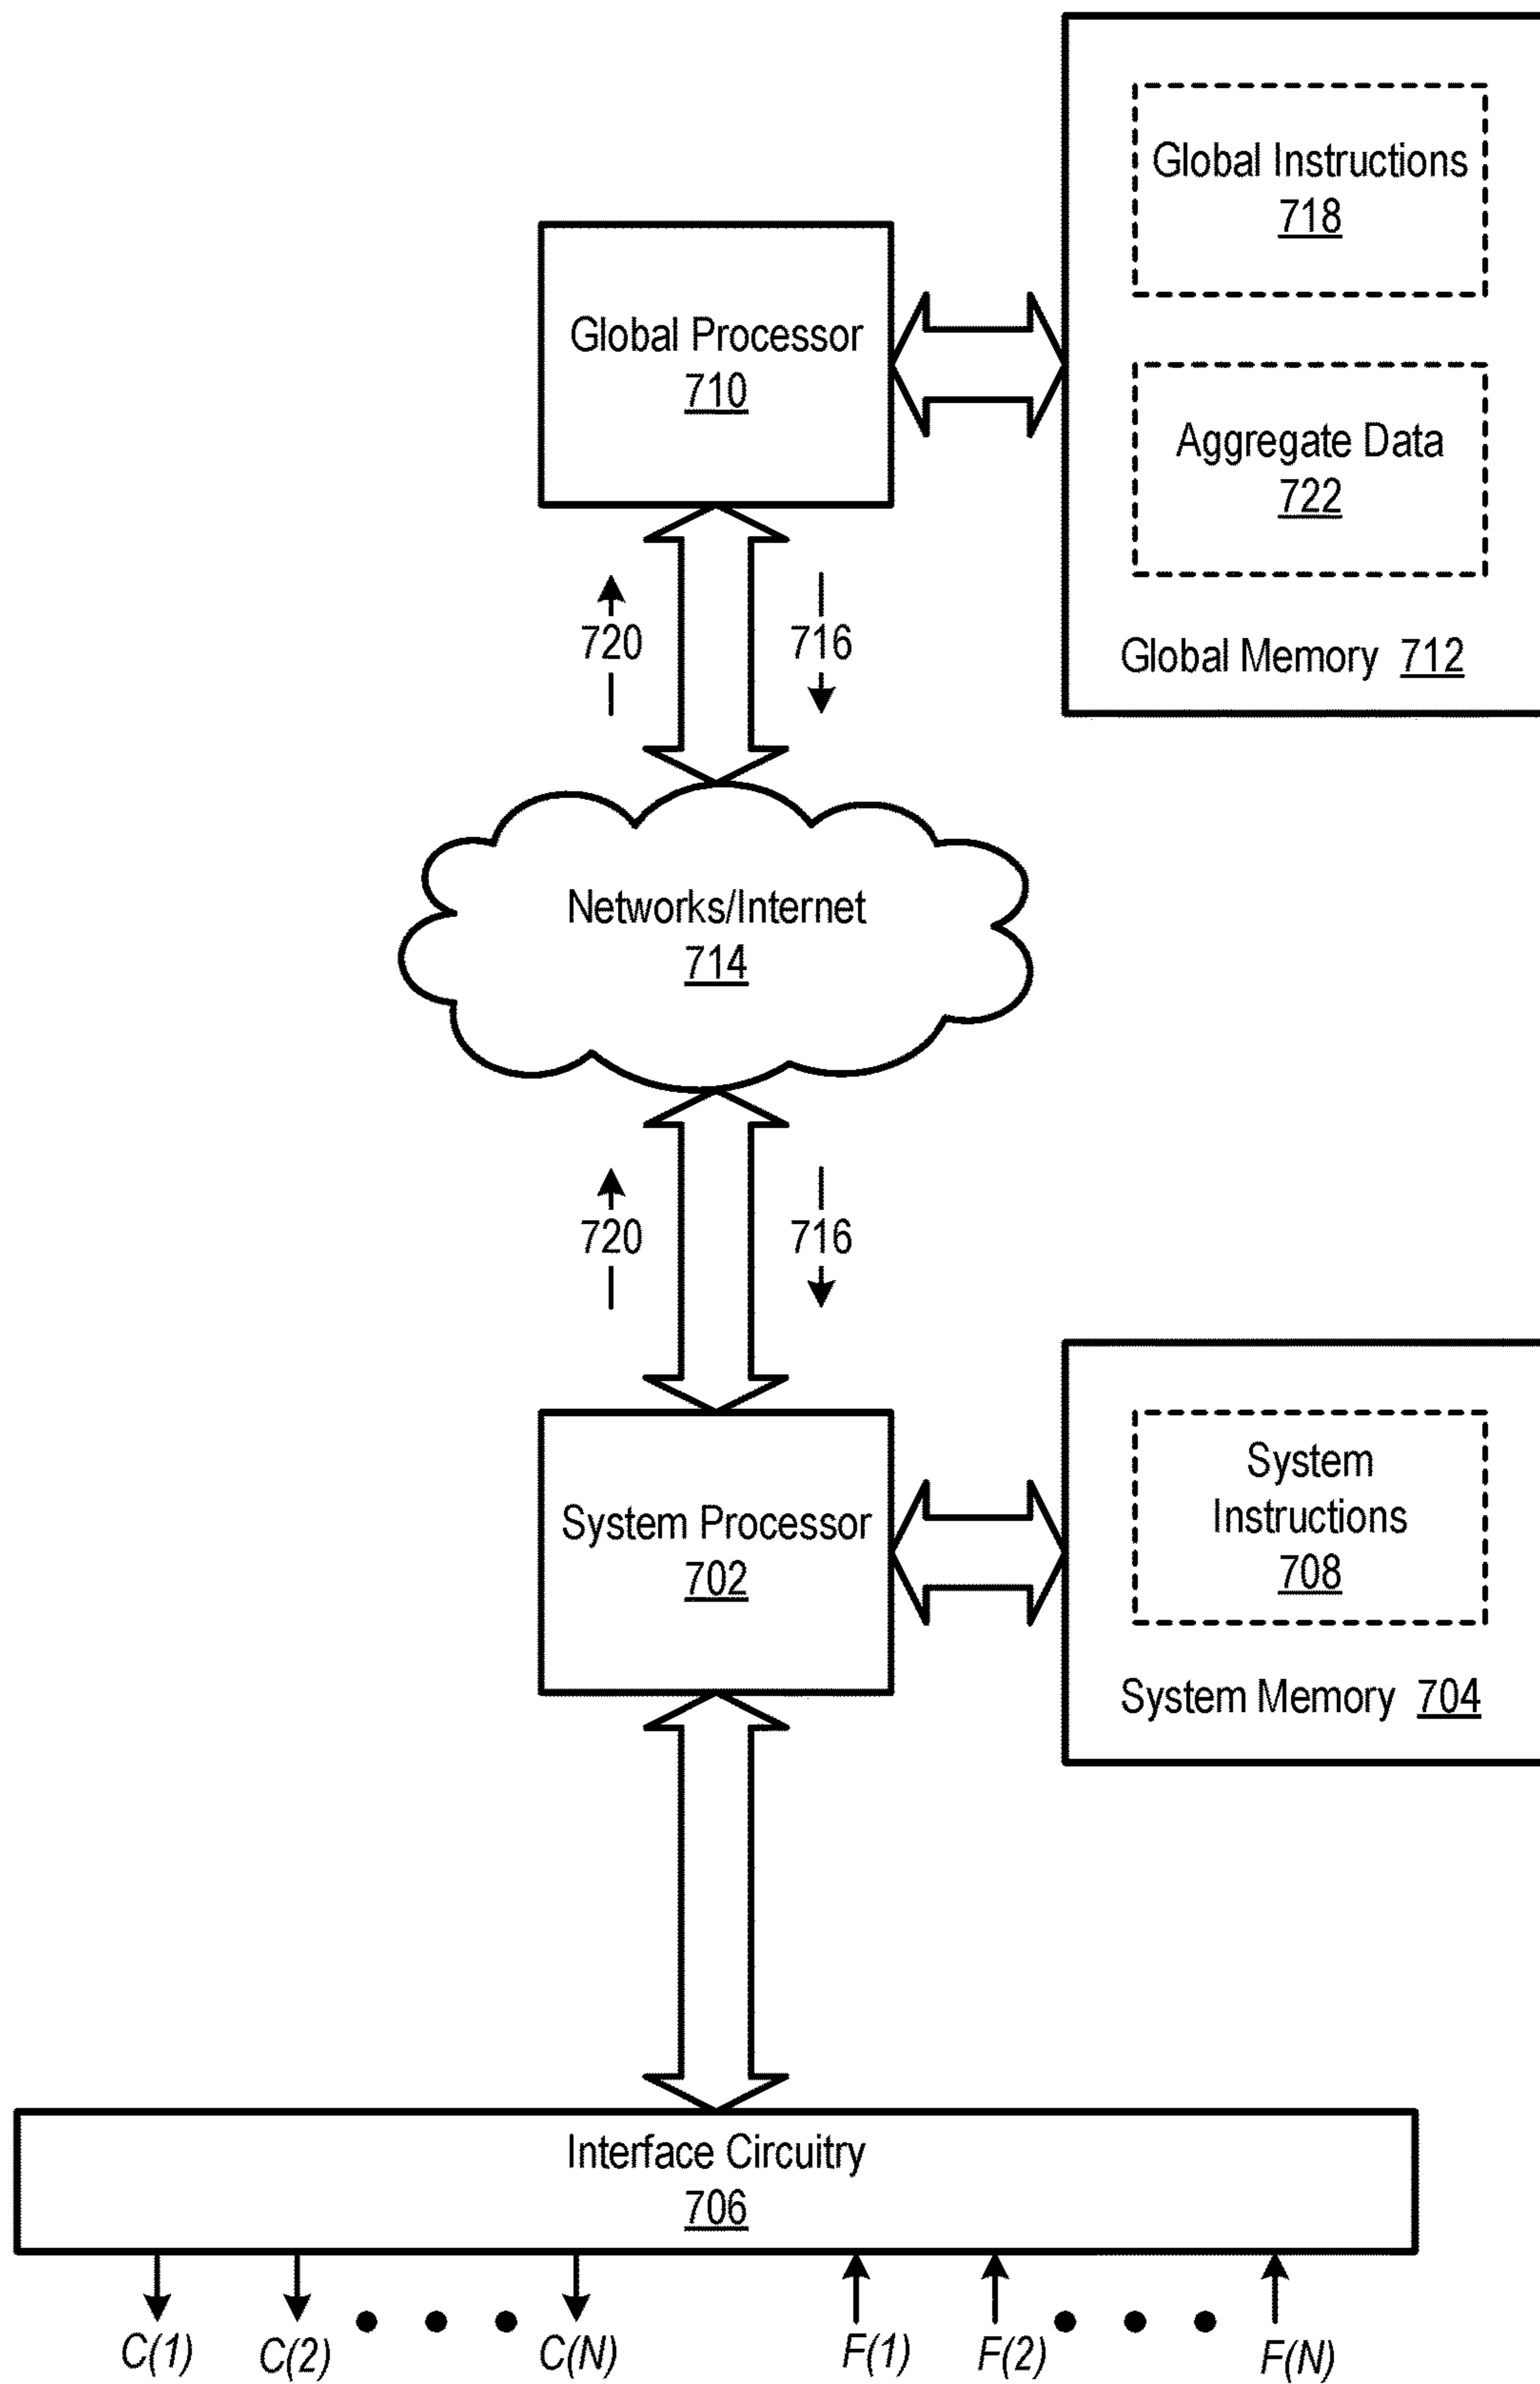 Global Instructions
718
Global Processor
710
Aggregate Data
722
Global Memory 712
720
716
Networks/Internet
714
720
716
System
Instructions
708
System Processor
702
System Memory 704
Interface Circuitry
706
C(1)
C(2)
C(N)
F(1)
F(2)
F(N)